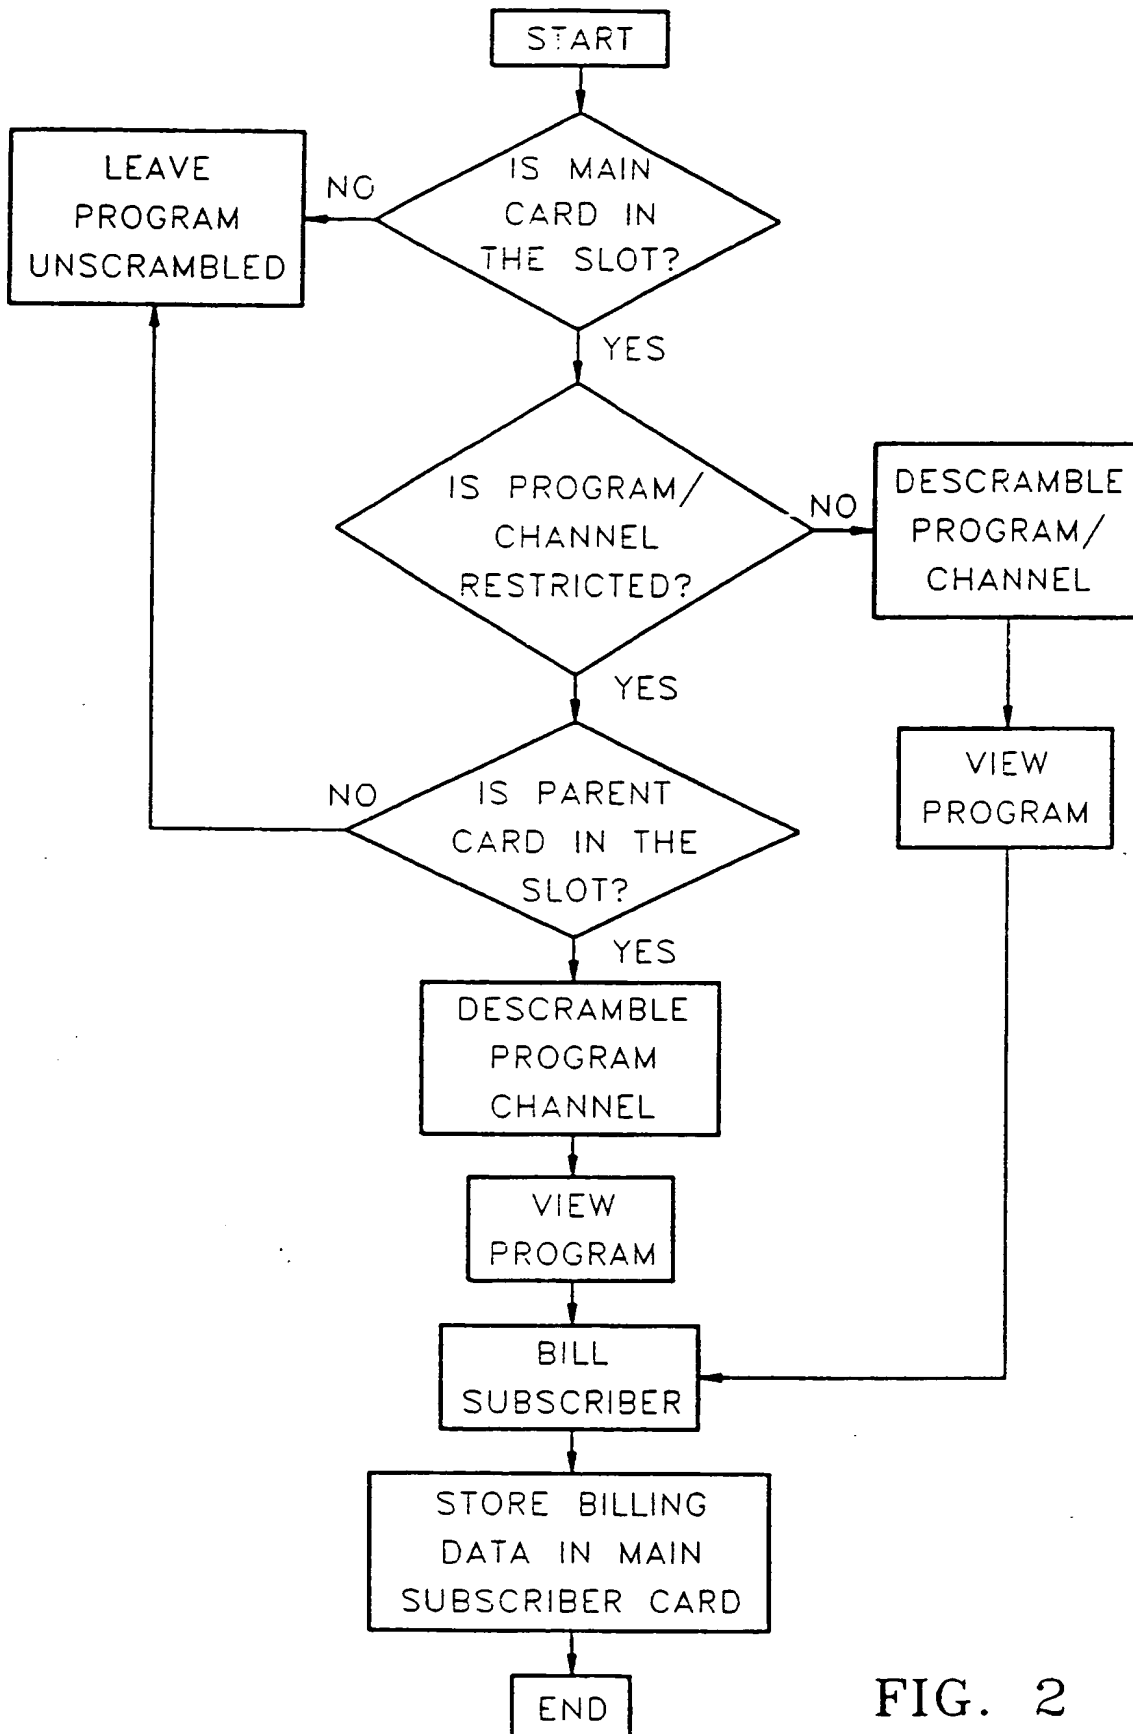 START
IS MAIN
CARD IN
THE SLOT?
NO
LEAVE
PROGRAM
UNSCRAMBLED
YES
IS PROGRAM/
CHANNEL
RESTRICTED?
NO
DESCRAMBLE
PROGRAM/
CHANNEL
VIEW
PROGRAM
YES
IS PARENT
CARD IN THE
SLOT?
NO
YES
DESCRAMBLE
PROGRAM
CHANNEL
VIEW
PROGRAM
BILL
SUBSCRIBER
STORE BILLING
DATA IN MAIN
SUBSCRIBER CARD
END
FIG. 2